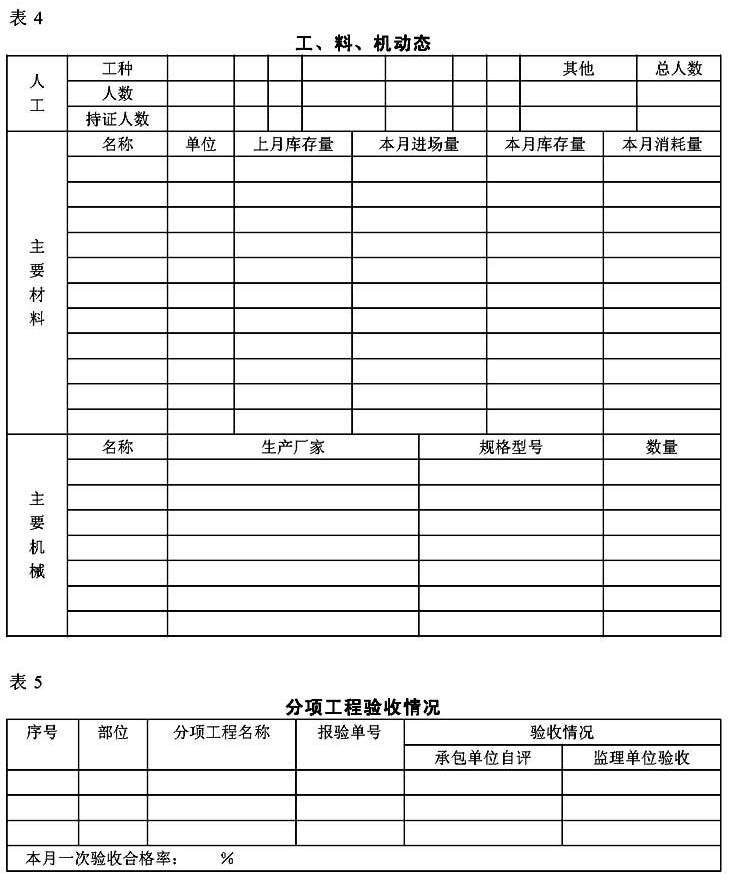 表 4
工、料、机动态
人工
工种 其他 总人数
人数
持证人数
主要材料
名称 单位 上月库存量 本月进场量 本月库存量 本月消耗量
主要机械
名称 生产厂家 规格型号 数量
表 5
分项工程验收情况
序号 部位 分项工程名称 报验单号 验收情况
承包单位自评 监理单位验收
本月一次验收合格率： %